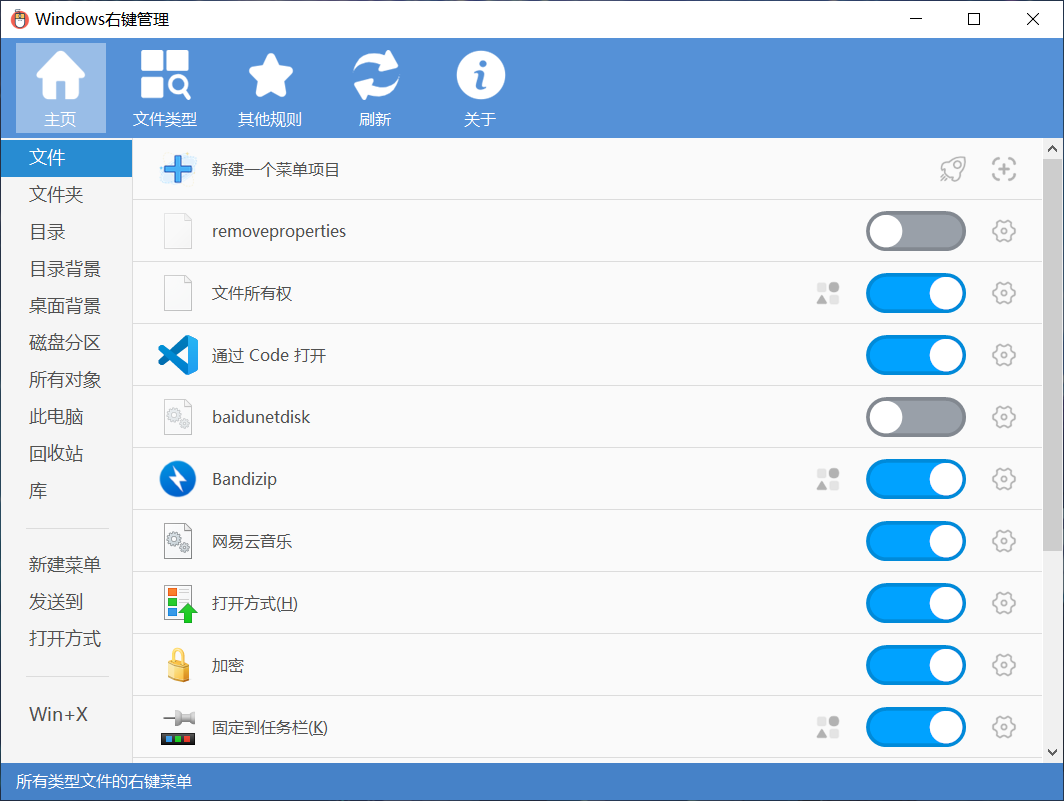 Windows右键管理
主页
文件类型
其他规则
刷新
关于
文件
文件夹
目录
目录背景
桌面背景
磁盘分区
所有对象
此电脑
回收站
库
新建菜单
发送到
打开方式
Win+X
新建一个菜单项目
removeproperties
文件所有权
通过 Code 打开
baidunetdisk
Bandizip
网易云音乐
打开方式(H)
加密
固定到任务栏(K)
所有类型文件的右键菜单